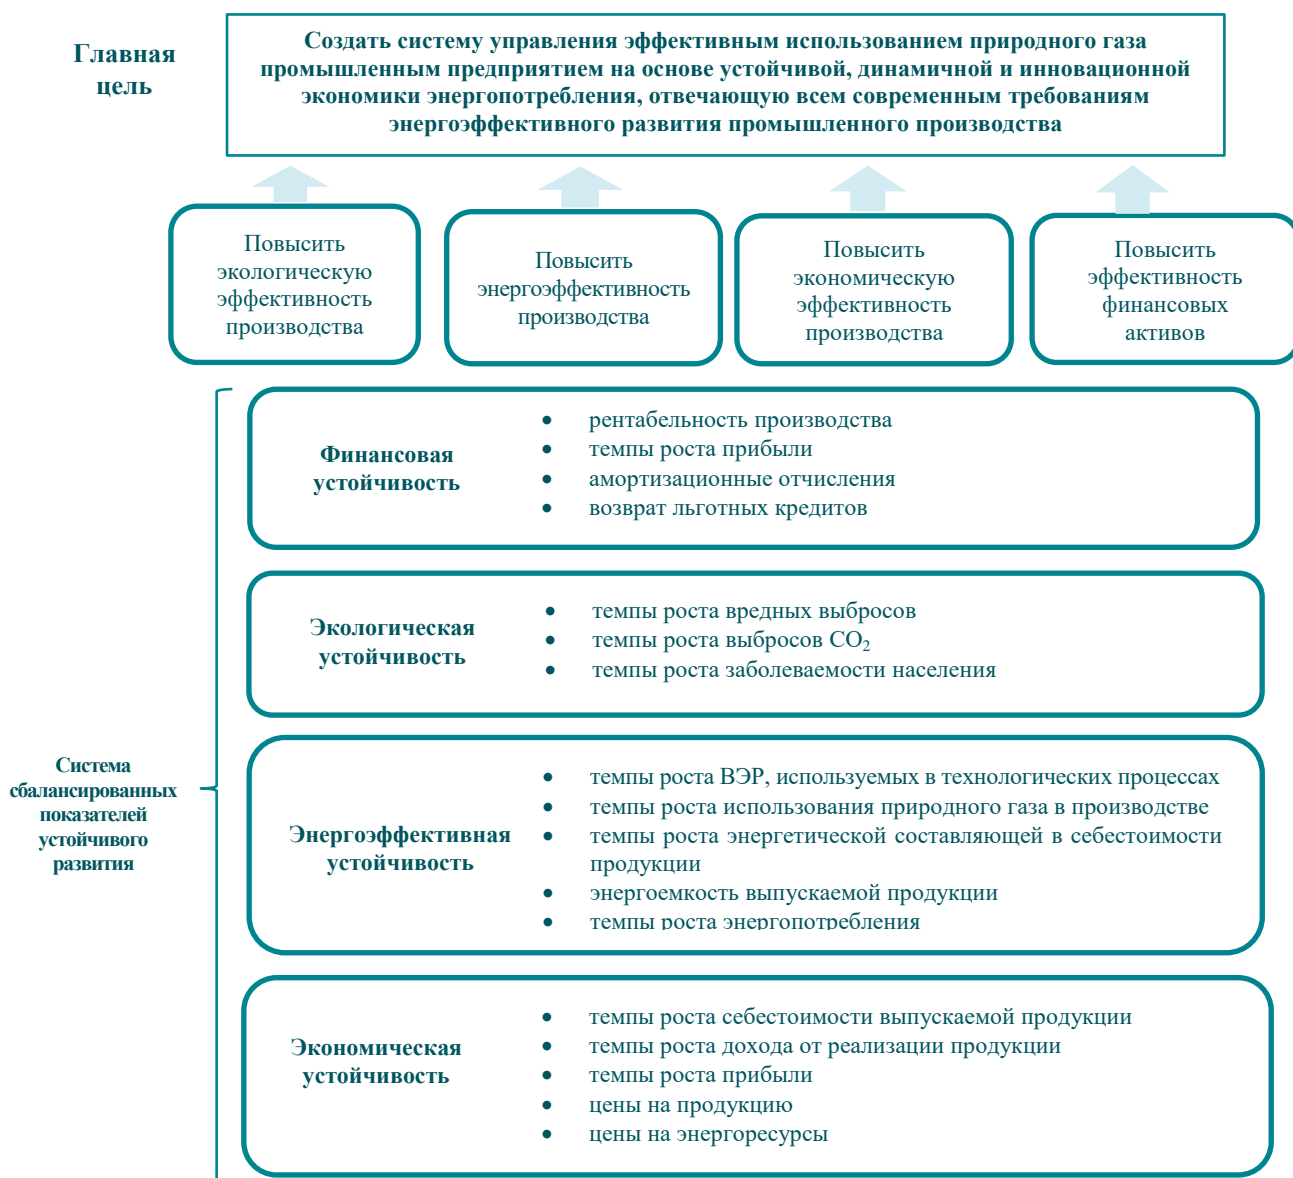 Главная
цель
Создать систему управления эффективным использованием природного газа
промышленным предприятием на основе устойчивой, динамичной и инновационной
экономики энергопотребления, отвечающую всем современным требованиям
энергоэффективного развития промышленного производства
Повысить
экологическую
эффективность
производства
Повысить
энергоэффективность
производства
Повысить
экономическую
эффективность
производства
Повысить
эффективность
финансовых
активов
Система
сбалансированных
показателей
устойчивого
развития
Финансовая
устойчивость
• рентабельность производства
• темпы роста прибыли
• амортизационные отчисления
• возврат льготных кредитов
Экологическая
устойчивость
• темпы роста вредных выбросов
• темпы роста выбросов CO₂
• темпы роста заболеваемости населения
Энергоэффективная
устойчивость
• темпы роста ВЭР, используемых в технологических процессах
• темпы роста использования природного газа в производстве
• темпы роста энергетической составляющей в себестоимости
продукции
• энергоемкость выпускаемой продукции
• темпы роста энергопотребления
Экономическая
устойчивость
• темпы роста себестоимости выпускаемой продукции
• темпы роста дохода от реализации продукции
• темпы роста прибыли
• цены на продукцию
• цены на энергоресурсы